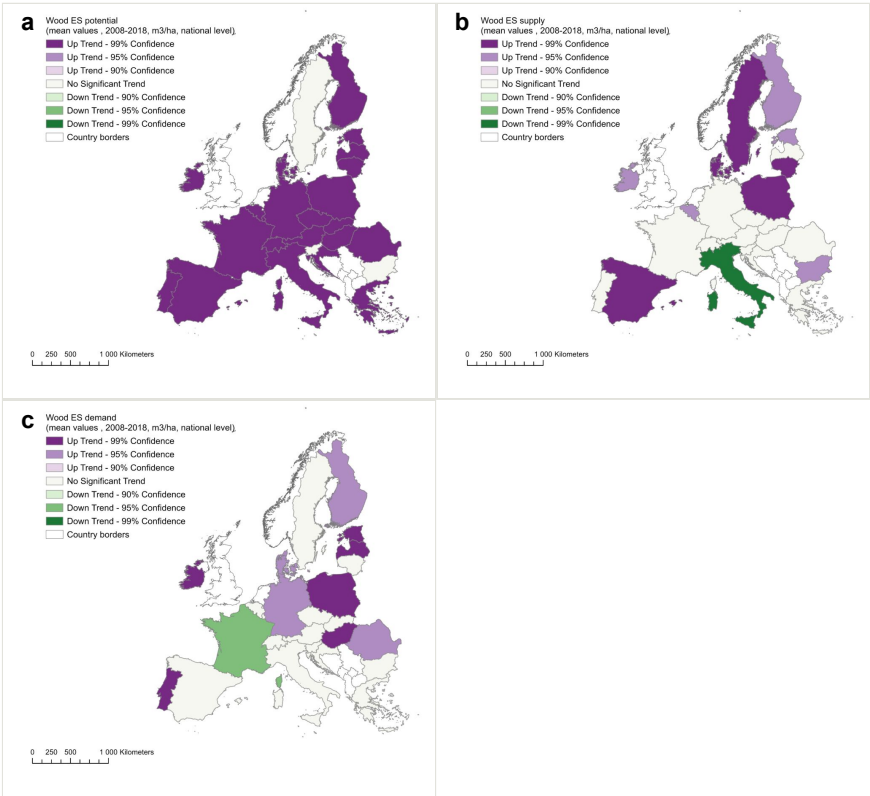 a
Wood ES potential
(mean values , 2008-2018, m3/ha, national level)
Up Trend - 99% Confidence
Up Trend - 95% Confidence
Up Trend - 90% Confidence
No Significant Trend
Down Trend - 90% Confidence
Down Trend - 95% Confidence
Down Trend - 99% Confidence
Country borders
0 250 500 1 000 Kilometers
b
Wood ES supply
(mean values , 2008-2018, m3/ha, national level)
Up Trend - 99% Confidence
Up Trend - 95% Confidence
Up Trend - 90% Confidence
No Significant Trend
Down Trend - 90% Confidence
Down Trend - 95% Confidence
Down Trend - 99% Confidence
Country borders
0 250 500 1 000 Kilometers
c
Wood ES demand
(mean values , 2008-2018, m3/ha, national level)
Up Trend - 99% Confidence
Up Trend - 95% Confidence
Up Trend - 90% Confidence
No Significant Trend
Down Trend - 90% Confidence
Down Trend - 95% Confidence
Down Trend - 99% Confidence
Country borders
0 250 500 1 000 Kilometers